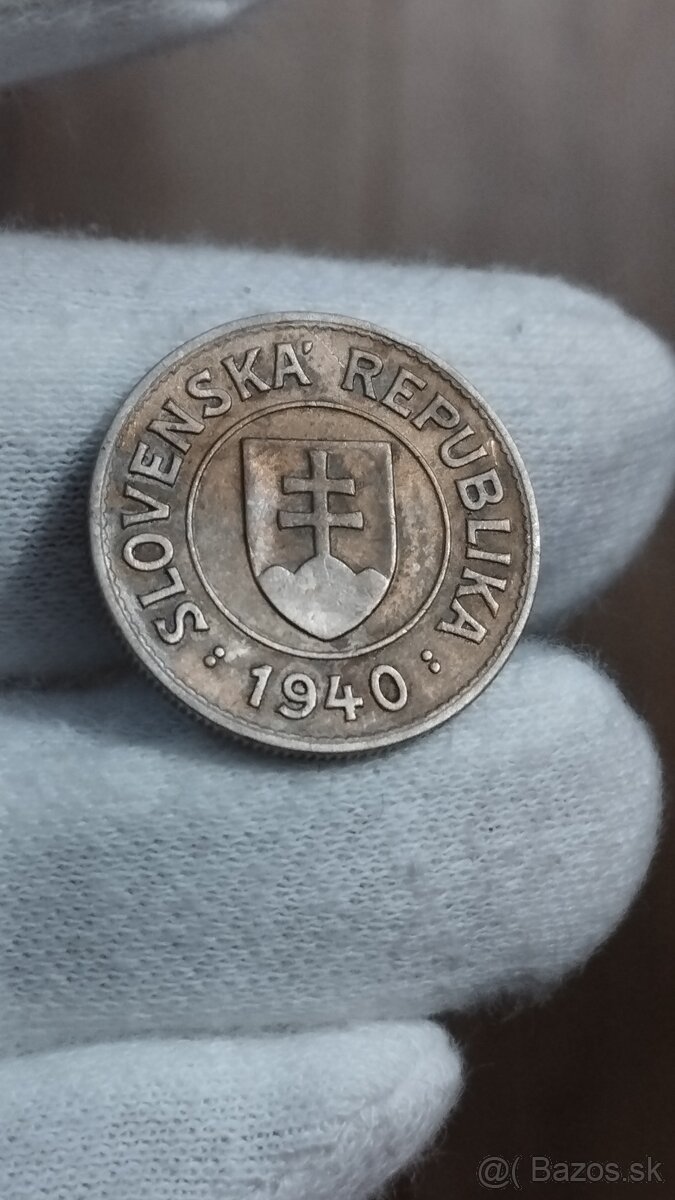 SLOVENSKÁ REPUBLIKA
: 1940 :
@( Bazos.sk